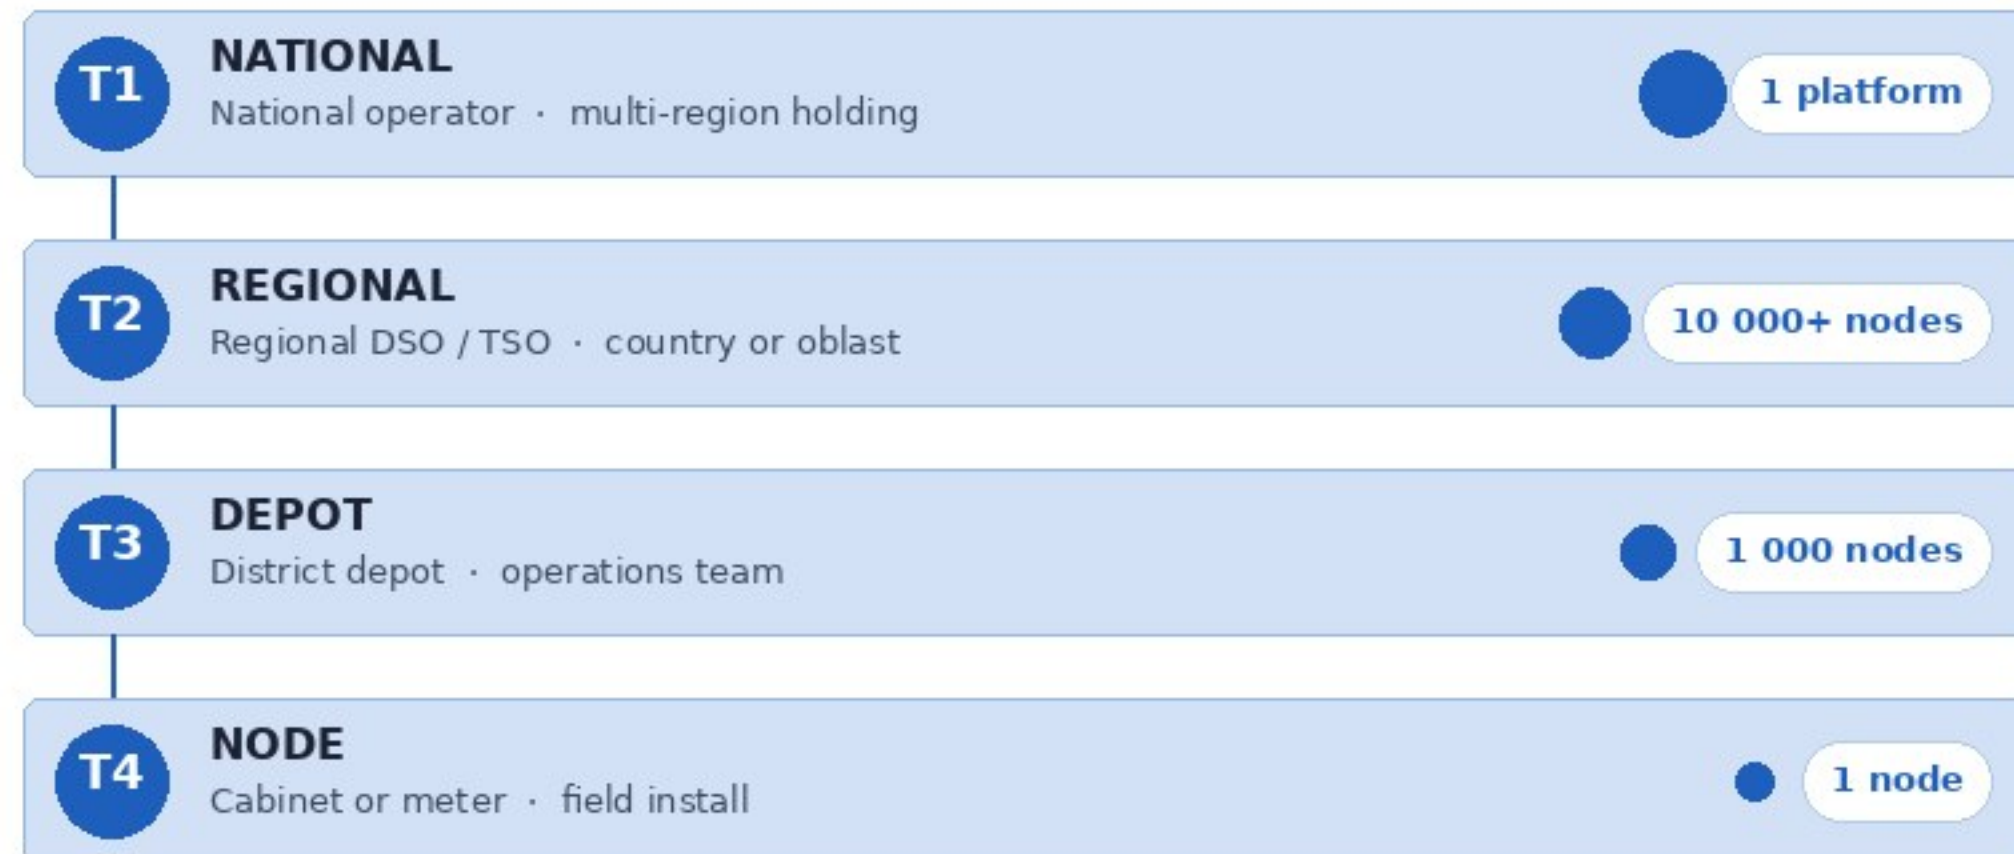 T1
NATIONAL
National operator · multi-region holding
1 platform
T2
REGIONAL
Regional DSO / TSO · country or oblast
10 000+ nodes
T3
DEPOT
District depot · operations team
1 000 nodes
T4
NODE
Cabinet or meter · field install
1 node